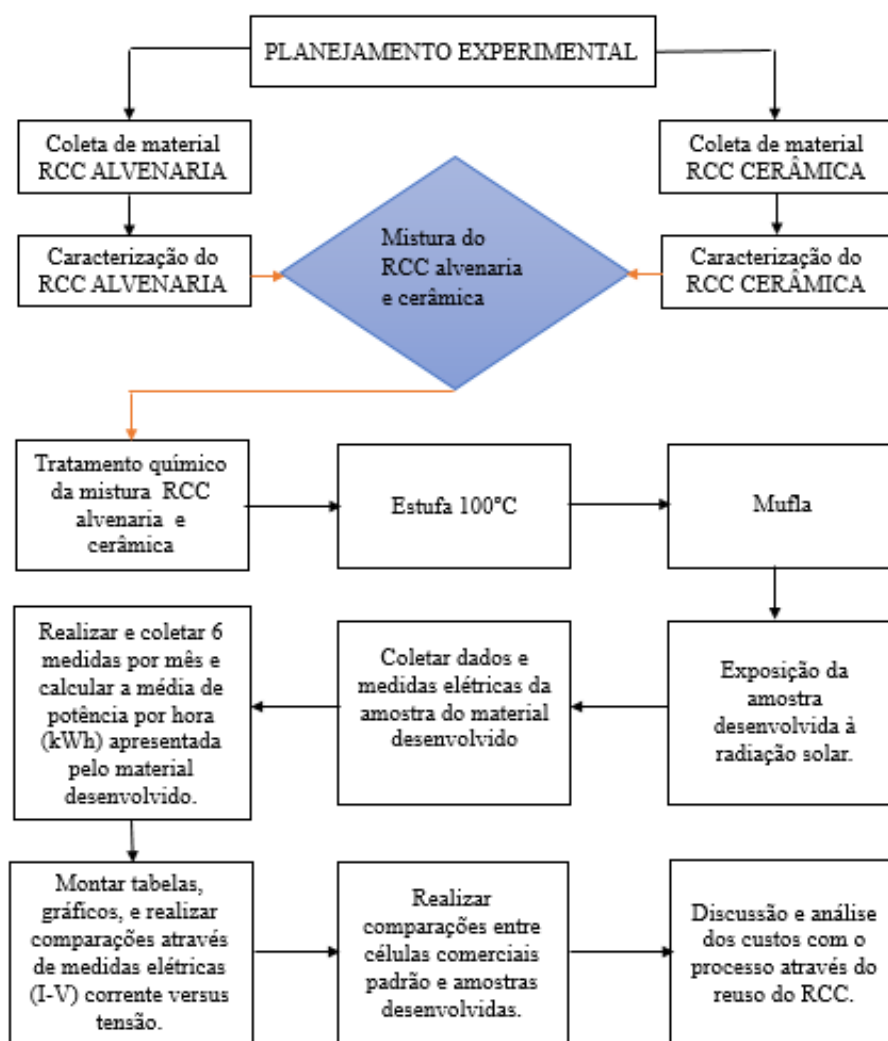 PLANEJAMENTO EXPERIMENTAL
Coleta de material
RCC ALVENARIA
Coleta de material
RCC CERÂMICA
Caracterização do
RCC ALVENARIA
Mistura do
RCC alvenaria
e cerâmica
Caracterização do
RCC CERÂMICA
Tratamento químico
da mistura RCC
alvenaria e
cerâmica
Estufa 100°C
Mufla
Exposição da
amostra
desenvolvida à
radiação solar.
Coletar dados e
medidas elétricas da
amostra do material
desenvolvido
Realizar e coletar 6
medidas por mês e
calcular a média de
potência por hora
(kWh) apresentada
pelo material
desenvolvido.
Montar tabelas,
gráficos, e realizar
comparações através
de medidas elétricas
(I-V) corrente versus
tensão.
Realizar
comparações entre
células comerciais
padrão e amostras
desenvolvidas.
Discussão e análise
dos custos com o
processo através do
reuso do RCC.